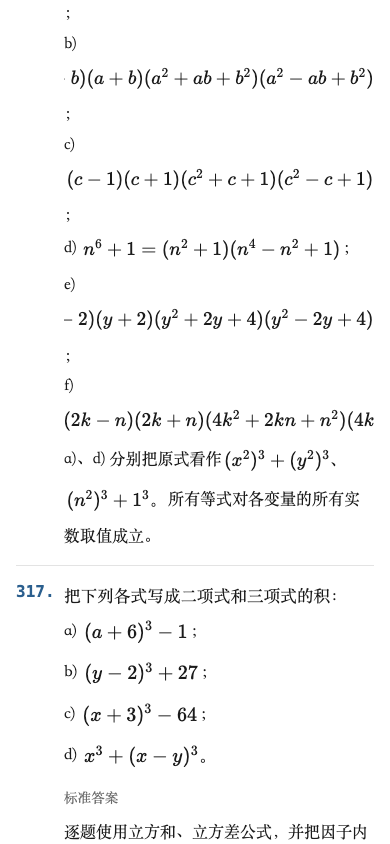 ;
b)
b)(a + b)(a² + ab + b²)(a² − ab + b²)
;
c)
(c − 1)(c + 1)(c² + c + 1)(c² − c + 1)
;
d) n⁶ + 1 = (n² + 1)(n⁴ − n² + 1) ;
e)
− 2)(y + 2)(y² + 2y + 4)(y² − 2y + 4)
;
f)
(2k − n)(2k + n)(4k² + 2kn + n²)(4k
a)、d) 分别把原式看作 (x²)³ + (y²)³、
(n²)³ + 1³。所有等式对各变量的所有实
数取值成立。
317. 把下列各式写成二项式和三项式的积：
a) (a + 6)³ − 1 ;
b) (y − 2)³ + 27 ;
c) (x + 3)³ − 64 ;
d) x³ + (x − y)³。
标准答案
逐题使用立方和、立方差公式，并把因子内